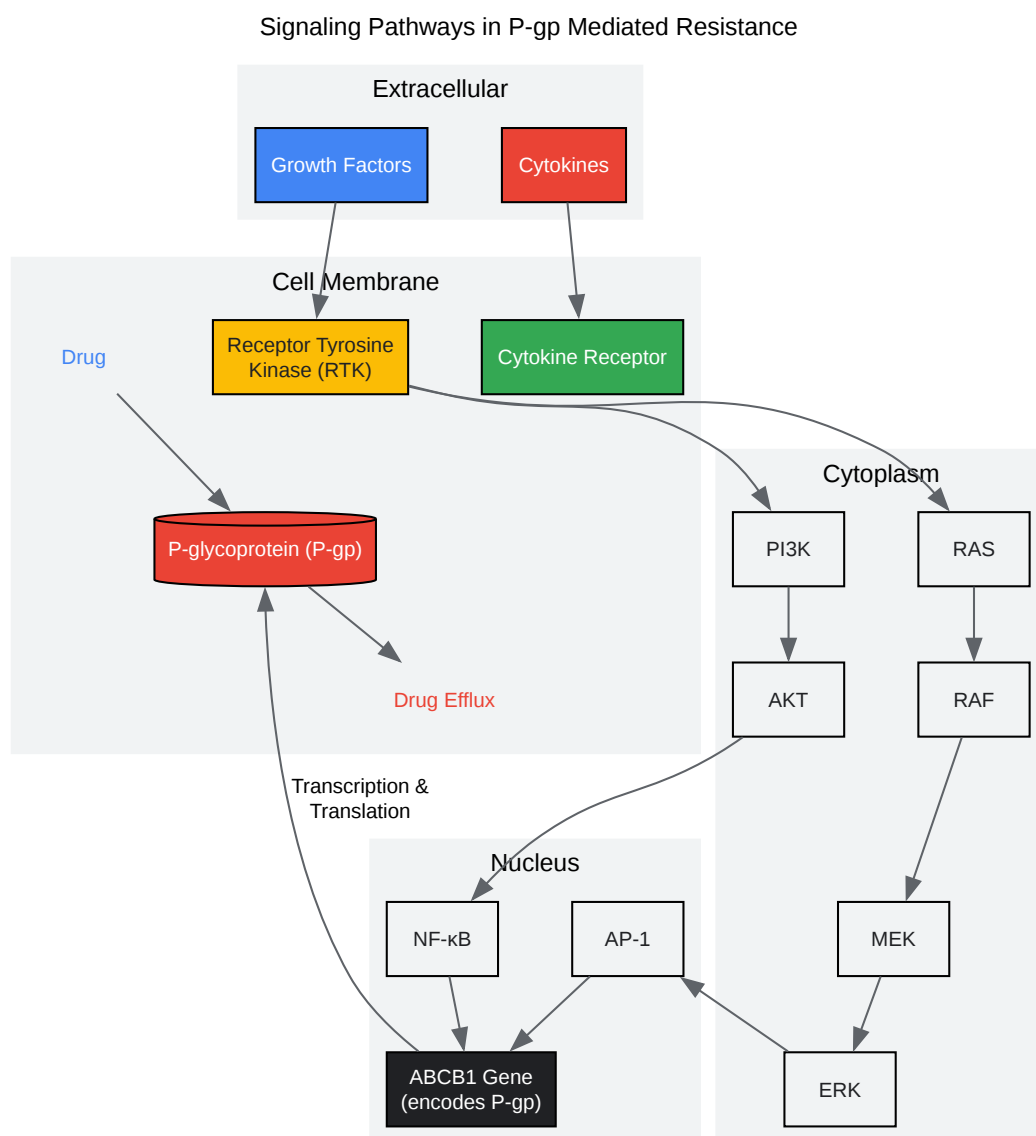 Signaling Pathways in P-gp Mediated Resistance
Extracellular
Growth Factors
Cytokines
Cell Membrane
Drug
Receptor Tyrosine
Kinase (RTK)
Cytokine Receptor
Cytoplasm
P-glycoprotein (P-gp)
PI3K
RAS
Drug Efflux
AKT
RAF
Transcription &
Translation
Nucleus
NF-κB
AP-1
MEK
ABCB1 Gene
(encodes P-gp)
ERK